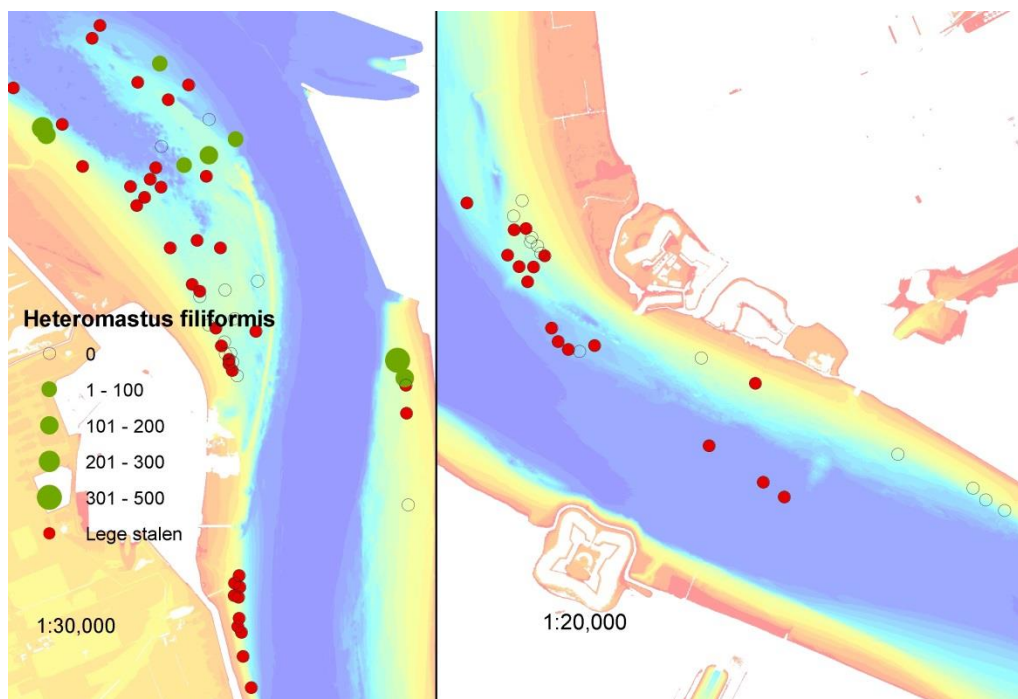 Heteromastus filiformis
0
1 - 100
101 - 200
201 - 300
301 - 500
Lege stalen
1:30,000
1:20,000